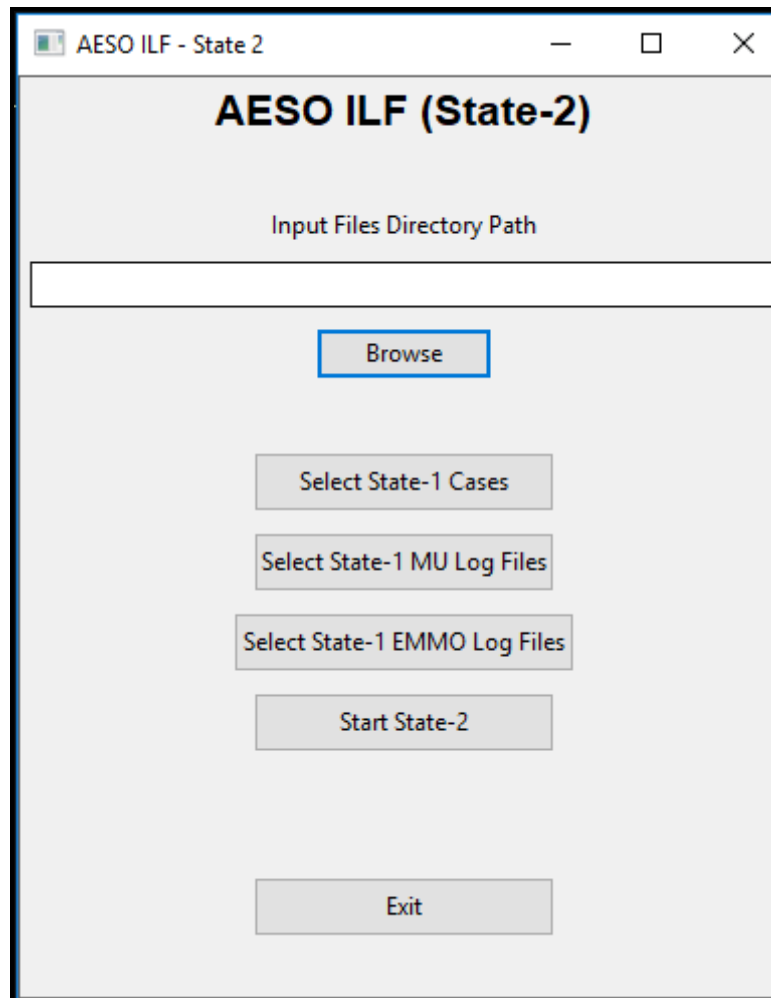 AESO ILF - State 2
AESO ILF (State-2)
Input Files Directory Path
Browse
Select State-1 Cases
Select State-1 MU Log Files
Select State-1 EMMO Log Files
Start State-2
Exit